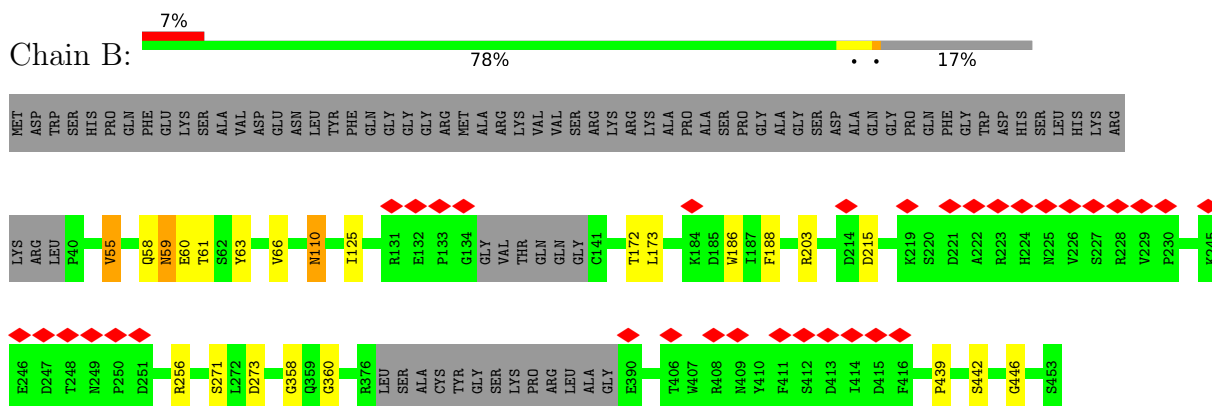 7%
Chain B:
78% • • 17%
MET ASP TRP SER HIS PRO GLN PHE GLU LYS SER ALA VAL ASP GLU ASN LEU TYR PHE GLN GLY GLY GLY ARG MET ALA ARG LYS VAL VAL SER ARG LYS ARG LYS ALA PRO ALA SER PRO GLY ALA GLY SER ASP ALA GLN GLY PRO GLN PHE GLY TRP ASP HIS SER LEU HIS LYS ARG
LYS ARG LEU P40 V55 Q58 N59 E60 T61 S62 Y63 V66 N110 I125 R131 E132 P133 G134 GLY VAL THR GLN GLN GLY C141 T172 L173 K184 D185 W186 I187 F188 R203 D214 D215 K219 S220 D221 A222 R223 H224 N225 V226 S227 R228 V229 P230 K245
E246 D247 T248 N249 P250 D251 R256 S271 L272 D273 G358 Q359 G360 R376 LEU SER ALA CYS TYR GLY SER LYS PRO ARG LEU ALA GLY E390 T406 W407 R408 N409 Y410 F411 S412 D413 I414 D415 F416 P439 S442 G446 S453